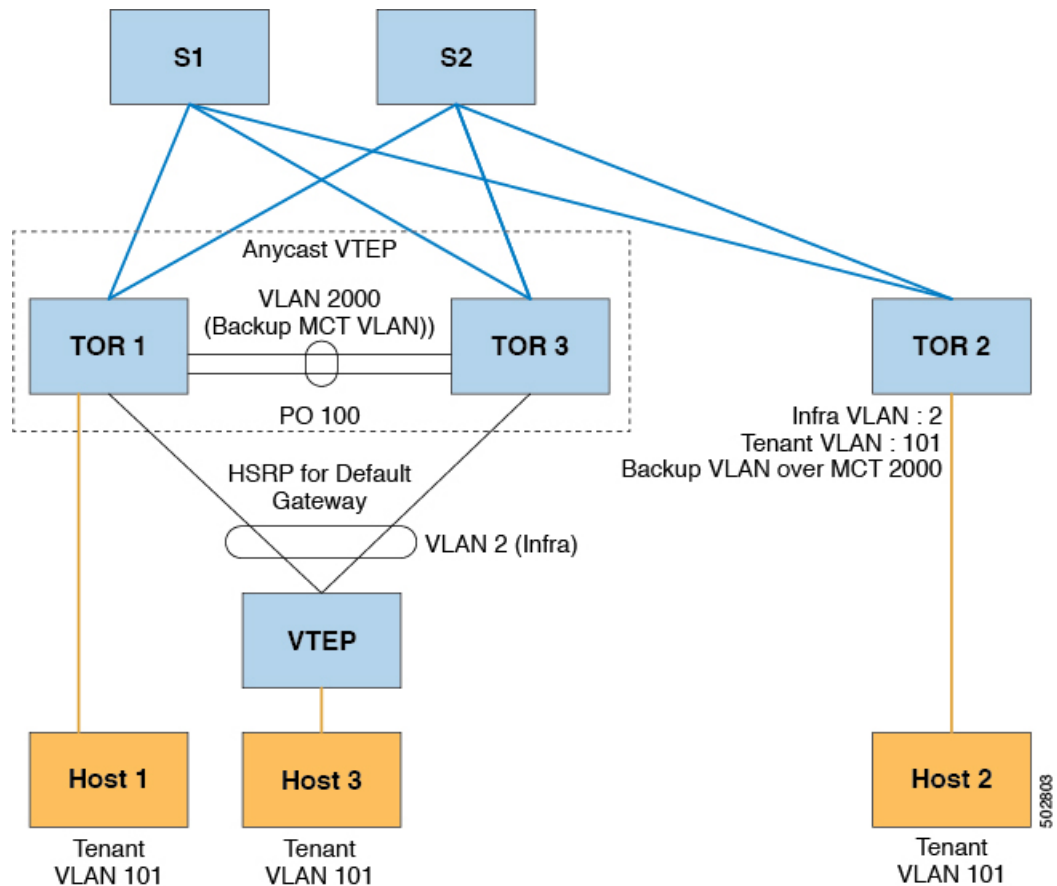 S1
S2
Anycast VTEP
VLAN 2000
(Backup MCT VLAN))
TOR 1
TOR 3
TOR 2
PO 100
Infra VLAN : 2
Tenant VLAN : 101
Backup VLAN over MCT 2000
HSRP for Default
Gateway
VLAN 2 (Infra)
VTEP
Host 1
Host 3
Host 2
Tenant
VLAN 101
Tenant
VLAN 101
Tenant
VLAN 101
502803